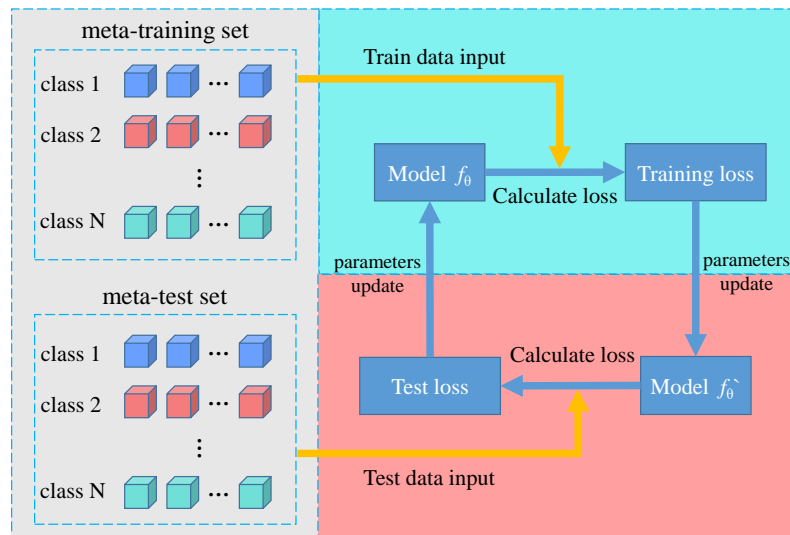 meta-training set
class 1
...
class 2
...
⋮
class N
...
meta-test set
class 1
...
class 2
...
⋮
class N
...
Train data input
Model fθ
Calculate loss
Training loss
parameters
update
parameters
update
Calculate loss
Test loss
Model fθ`
Test data input